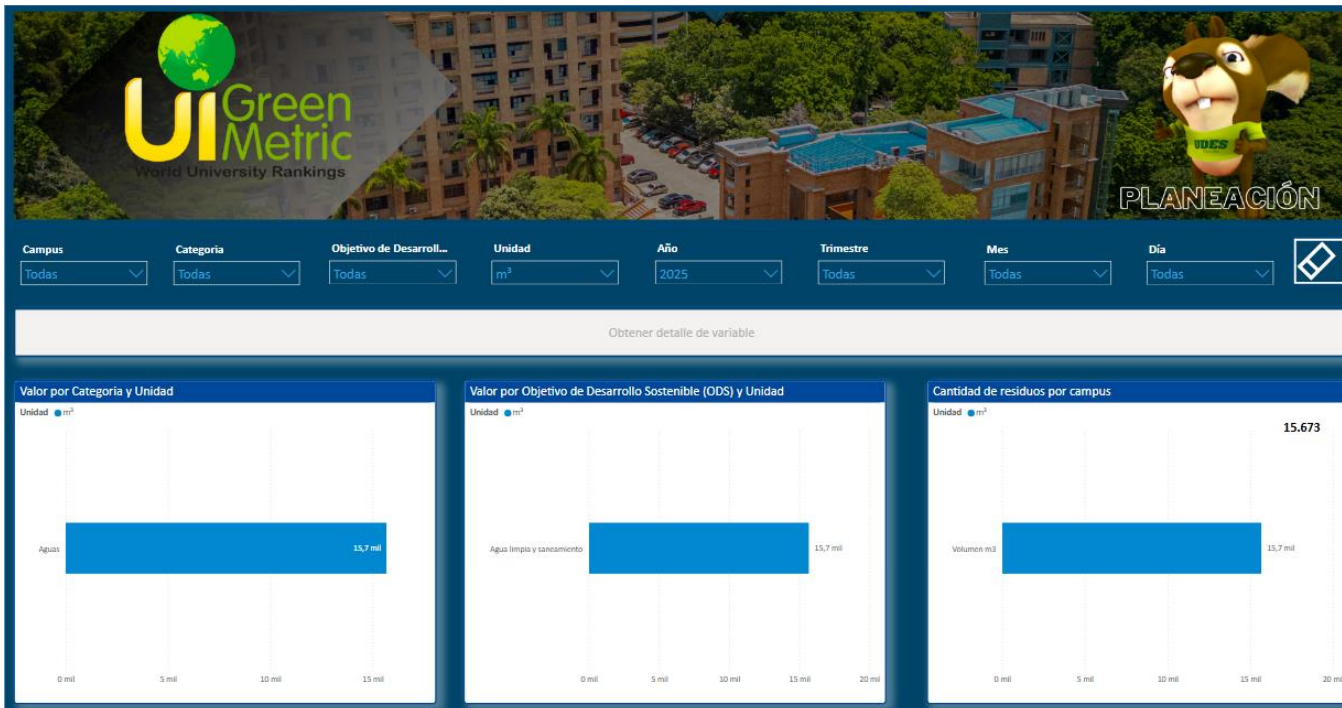 Ui Green
Metric
World University Rankings
UDES
PLANEACIÓN
Campus
Todas
Categoria
Todas
Objetivo de Desarroll...
Todas
Unidad
m³
Año
2025
Trimestre
Todas
Mes
Todas
Día
Todas
Obtener detalle de variable
Valor por Categoria y Unidad
Unidad m³
Aguas
15,7 mil
0 mil 5 mil 10 mil 15 mil
Valor por Objetivo de Desarrollo Sostenible (ODS) y Unidad
Unidad m³
Agua limpia y saneamiento
15,7 mil
0 mil 5 mil 10 mil 15 mil 20 mil
Cantidad de residuos por campus
Unidad m³
15.673
Volumen m3
15,7 mil
0 mil 5 mil 10 mil 15 mil 20 mil